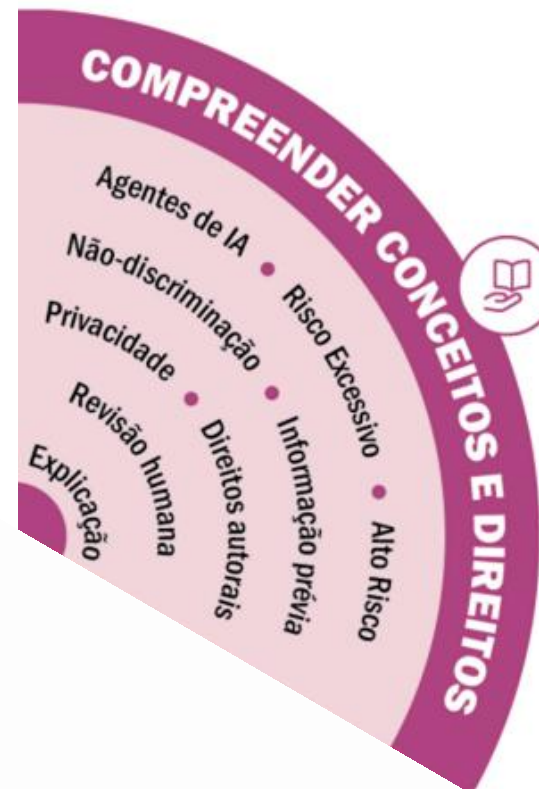 COMPREENDER CONCEITOS E DIREITOS
Agentes de IA • Risco Excessivo • Alto Risco
Não-discriminação • Informação prévia
Privacidade • Direitos autorais
Revisão humana
Explicação